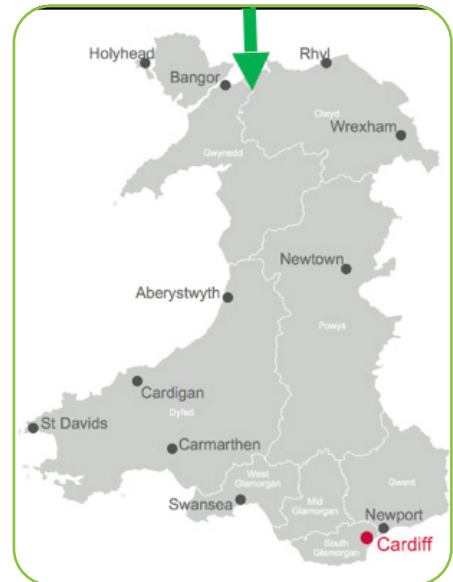 Holyhead
Rhyl
Bangor
Clwyd
Wrexham
Gwynedd
Newtown
Aberystwyth
Powys
Cardigan
Dyfed
St Davids
Carmarthen
West
Glamorgan
Mid
Glamorgan
Gwent
Swansea
Newport
South
Glamorgan
Cardiff